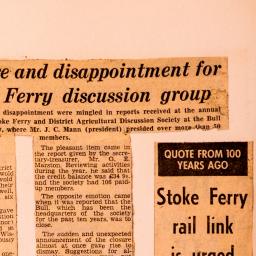 e and disappointment for
Ferry discussion group
disappointment were mingled in reports received at the annual
toke Ferry and District Agricultural Discussion Society at the Bull
, where Mr. J. C. Mann (president) presided over more than 50
members.
The pleasant item came in
the report given by the secre-
tary-treasurer, Mr. G. E.
Manston. Reviewing activities
during the year, he said that
the credit balance was £34 9s.
and the society had 106 paid
up members
The opposite emotion came
when it was reported that the
Bull, which has been the
headquarters of the society
for the past ten years, was to
close.
The sudden and unexpected
announcement of the closure
almost at once gave rise to
dismay. Suggestions for al-
QUOTE FROM 100
YEARS AGO
Stoke Ferry
rail link
is urged